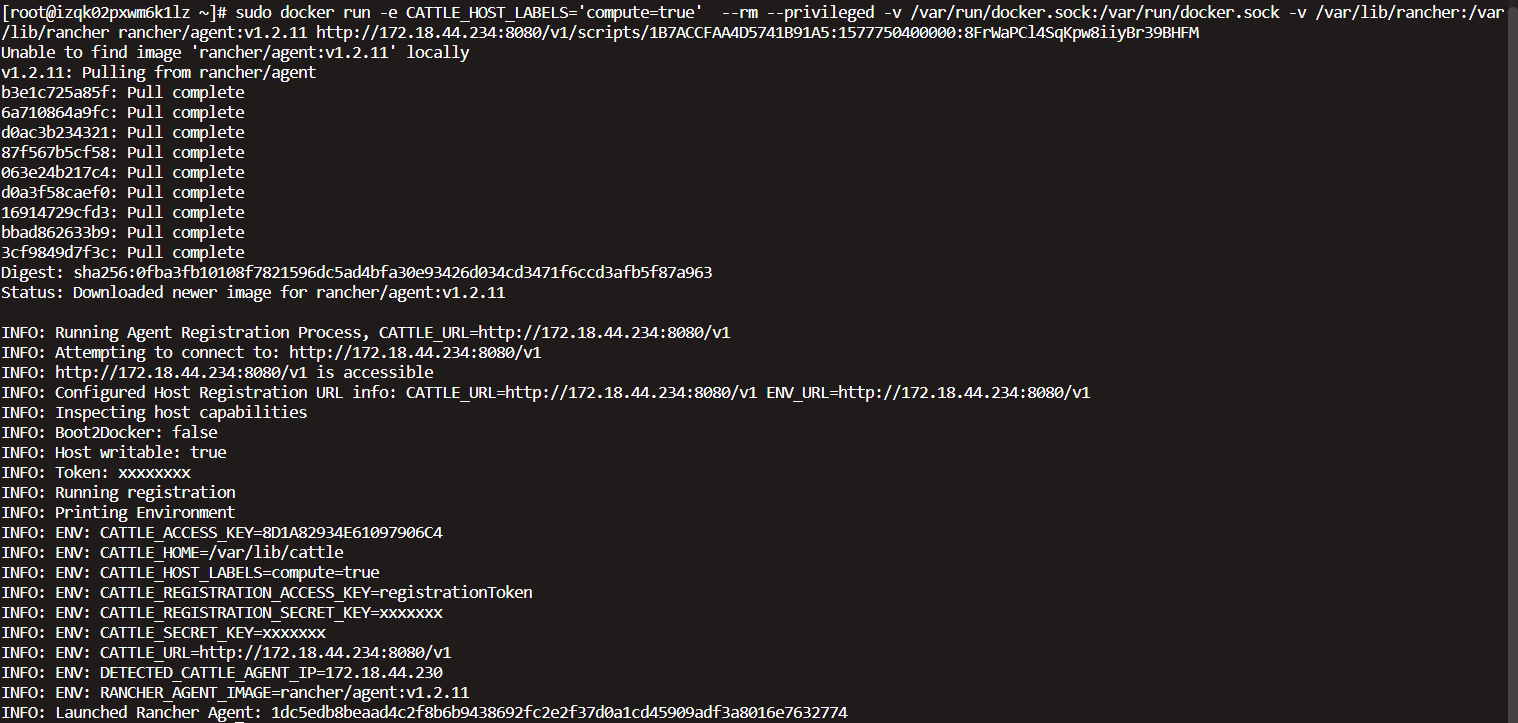 [root@izqk02pxwm6k1lz ~]# sudo docker run -e CATTLE_HOST_LABELS='compute=true'  --rm --privileged -v /var/run/docker.sock:/var/run/docker.sock -v /var/lib/rancher:/var
/lib/rancher rancher/agent:v1.2.11 http://172.18.44.234:8080/v1/scripts/1B7ACCFAA4D5741B91A5:1577750400000:8FrWaPCl4SqKpw8iiyBr39BHFM
Unable to find image 'rancher/agent:v1.2.11' locally
v1.2.11: Pulling from rancher/agent
b3e1c725a85f: Pull complete
6a710864a9fc: Pull complete
d0ac3b234321: Pull complete
87f567b5cf58: Pull complete
063e24b217c4: Pull complete
d0a3f58caef0: Pull complete
16914729cfd3: Pull complete
bbad862633b9: Pull complete
3cf9849d7f3c: Pull complete
Digest: sha256:0fba3fb10108f7821596dc5ad4bfa30e93426d034cd3471f6ccd3afb5f87a963
Status: Downloaded newer image for rancher/agent:v1.2.11

INFO: Running Agent Registration Process, CATTLE_URL=http://172.18.44.234:8080/v1
INFO: Attempting to connect to: http://172.18.44.234:8080/v1
INFO: http://172.18.44.234:8080/v1 is accessible
INFO: Configured Host Registration URL info: CATTLE_URL=http://172.18.44.234:8080/v1 ENV_URL=http://172.18.44.234:8080/v1
INFO: Inspecting host capabilities
INFO: Boot2Docker: false
INFO: Host writable: true
INFO: Token: xxxxxxxx
INFO: Running registration
INFO: Printing Environment
INFO: ENV: CATTLE_ACCESS_KEY=8D1A82934E61097906C4
INFO: ENV: CATTLE_HOME=/var/lib/cattle
INFO: ENV: CATTLE_HOST_LABELS=compute=true
INFO: ENV: CATTLE_REGISTRATION_ACCESS_KEY=registrationToken
INFO: ENV: CATTLE_REGISTRATION_SECRET_KEY=xxxxxxx
INFO: ENV: CATTLE_SECRET_KEY=xxxxxxx
INFO: ENV: CATTLE_URL=http://172.18.44.234:8080/v1
INFO: ENV: DETECTED_CATTLE_AGENT_IP=172.18.44.230
INFO: ENV: RANCHER_AGENT_IMAGE=rancher/agent:v1.2.11
INFO: Launched Rancher Agent: 1dc5edb8beaad4c2f8b6b9438692fc2e2f37d0a1cd45909adf3a8016e7632774